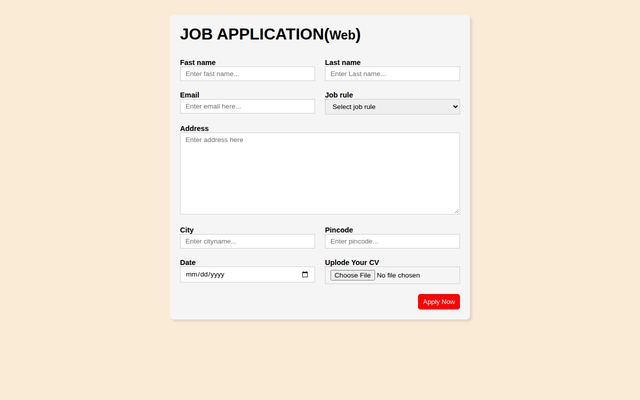 JOB APPLICATION(Web)
Fast name Last name
Enter fast name... Enter Last name...
Email Job rule
Enter email here... Select job rule
Address
Enter address here
City Pincode
Enter cityname... Enter pincode...
Date Uplode Your CV
mm/dd/yyyy Choose File No file chosen
Apply Now